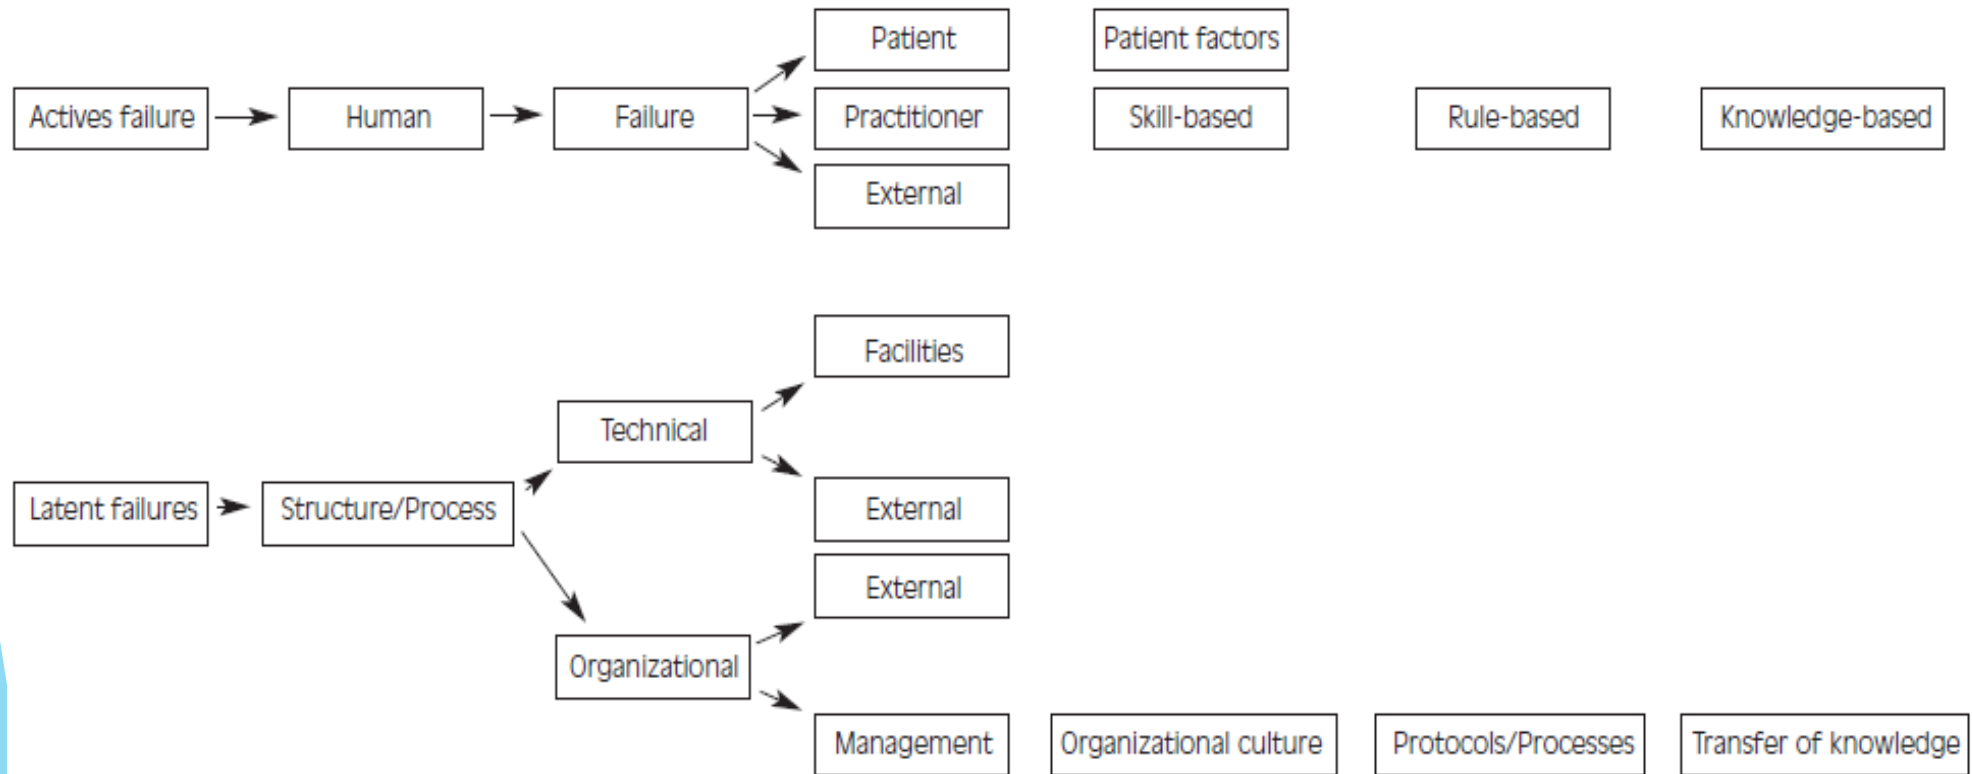 Patient
Patient factors
Actives failure
Human
Failure
Practitioner
Skill-based
Rule-based
Knowledge-based
External
Facilities
Technical
Latent failures
Structure/Process
External
External
Organizational
Management
Organizational culture
Protocols/Processes
Transfer of knowledge